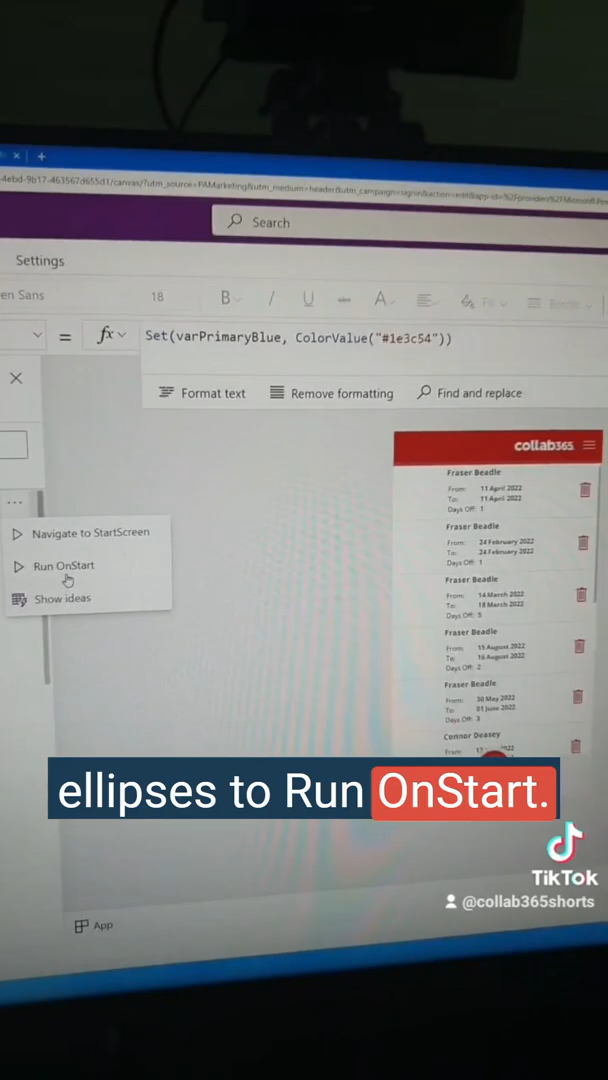 -4ebd-9b17-463567d655d1/canvas/?utm_source=PAMarketing&utm_medium=header&utm_campaign=signin&action=edit&app-id=%2Fproviders%2FMicrosoft.Pow
Search
Settings
en Sans 18 B / U abc A Fill
= fx Set(varPrimaryBlue, ColorValue("#1e3c54"))
Format text Remove formatting Find and replace
collab365
Fraser Beadle
From: 11 April 2022
To: 11 April 2022
Days Off: 1
Fraser Beadle
From: 24 February 2022
To: 24 February 2022
Days Off: 1
Fraser Beadle
From: 14 March 2022
To: 18 March 2022
Days Off: 5
Fraser Beadle
From: 15 August 2022
To: 16 August 2022
Days Off: 2
Fraser Beadle
From: 30 May 2022
To: 01 June 2022
Days Off: 3
Connor Deasey
From: 2022
...
Navigate to StartScreen
Run OnStart
Show ideas
ellipses to Run OnStart.
TikTok
@collab365shorts
App